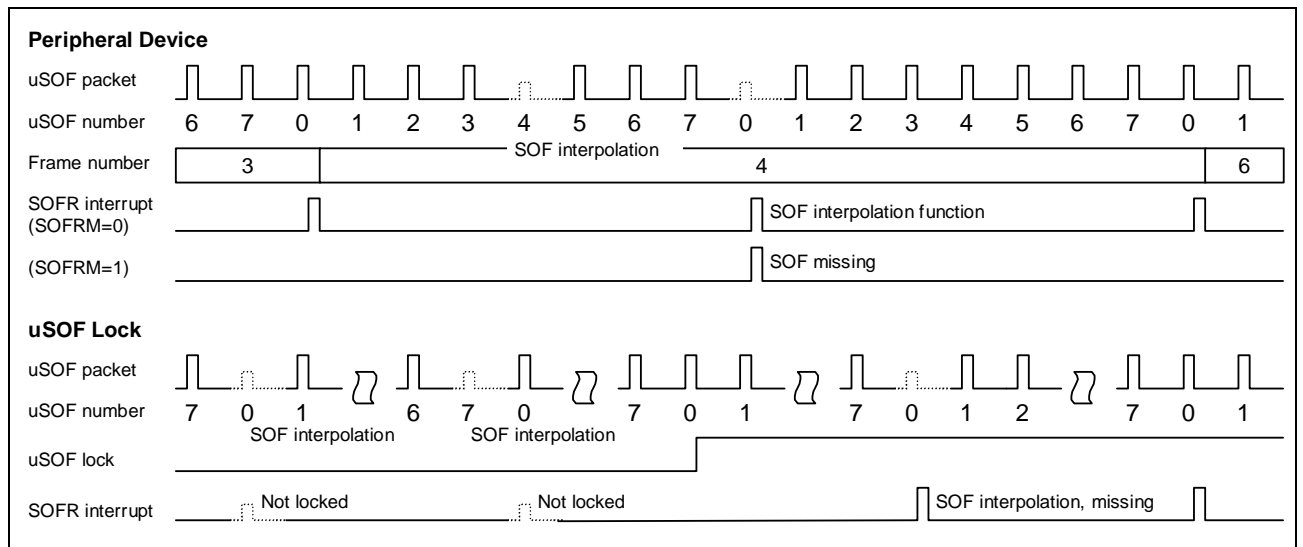 Peripheral Device
uSOF packet
uSOF number 6 7 0 1 2 3 4 5 6 7 0 1 2 3 4 5 6 7 0 1
SOF interpolation
Frame number 3 4 6
SOFR interrupt
(SOFRM=0)
SOF interpolation function
(SOFRM=1) SOF missing
uSOF Lock
uSOF packet
uSOF number 7 0 1 6 7 0 7 0 1 7 0 1 2 7 0 1
SOF interpolation SOF interpolation
uSOF lock
SOFR interrupt Not locked Not locked SOF interpolation, missing